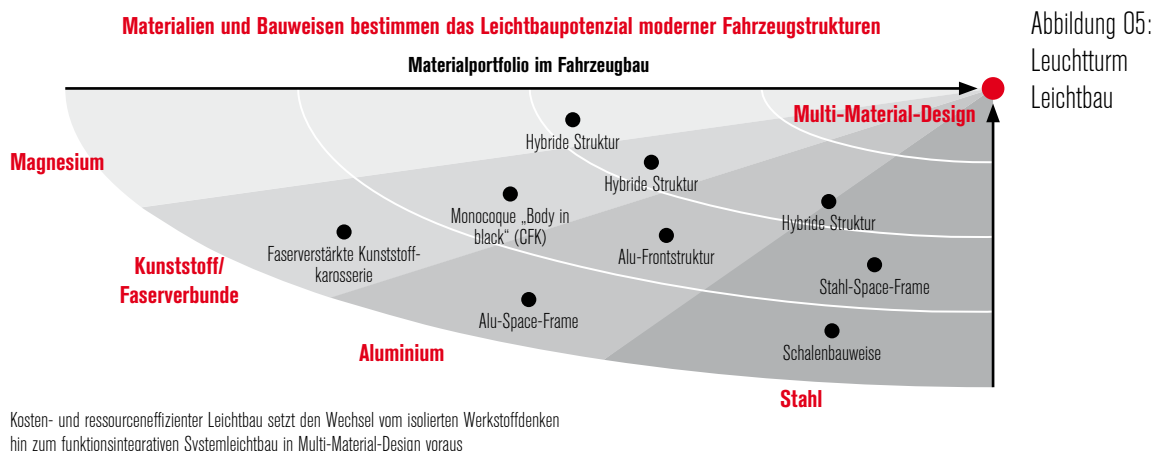 Materialien und Bauweisen bestimmen das Leichtbaupotenzial moderner Fahrzeugstrukturen
Materialportfolio im Fahrzeugbau
Abbildung 05:
Leuchtturm
Leichtbau
Multi-Material-Design
Hybride Struktur
Magnesium
Hybride Struktur
Monocoque „Body in
black“ (CFK)
Hybride Struktur
Faserverstärkte Kunststoff-
karosserie
Alu-Frontstruktur
Kunststoff/
Faserverbunde
Stahl-Space-Frame
Alu-Space-Frame
Aluminium
Schalenbauweise
Stahl
Kosten- und ressourceneffizienter Leichtbau setzt den Wechsel vom isolierten Werkstoffdenken
hin zum funktionsintegrativen Systemleichtbau in Multi-Material-Design voraus